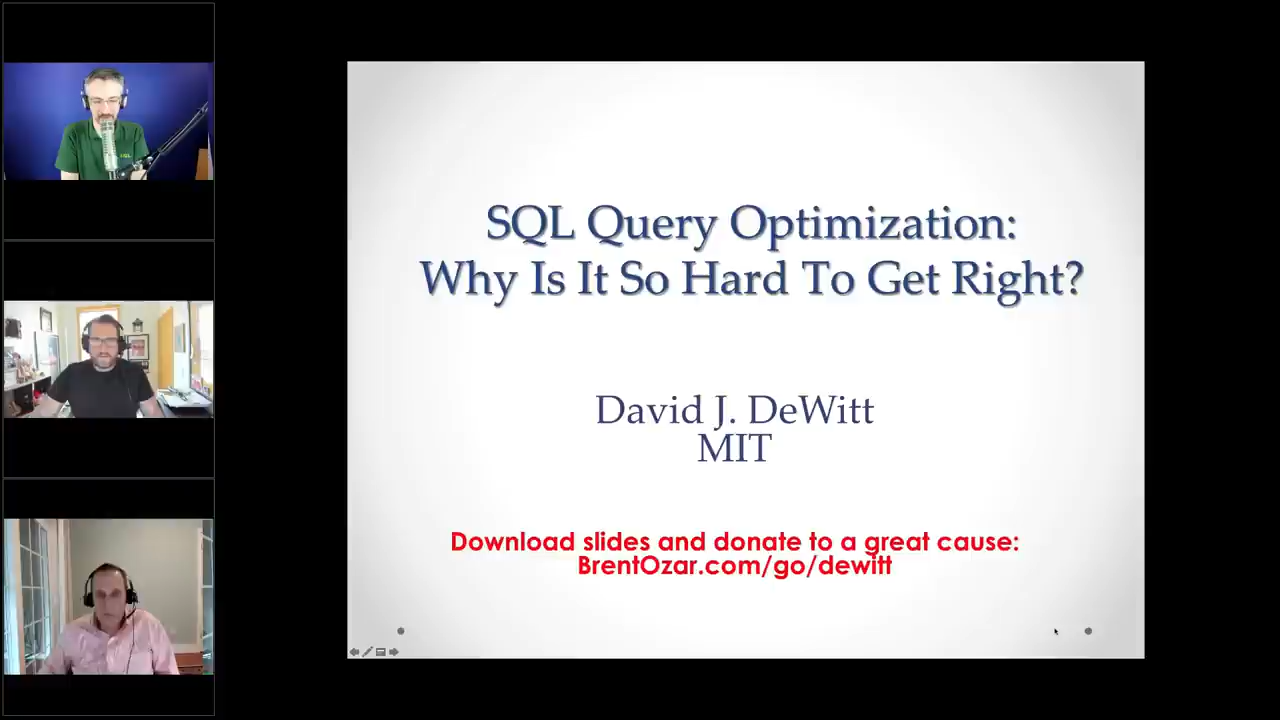 SQL Query Optimization:
Why Is It So Hard To Get Right?
David J. DeWitt
MIT
Download slides and donate to a great cause:
BrentOzar.com/go/dewitt